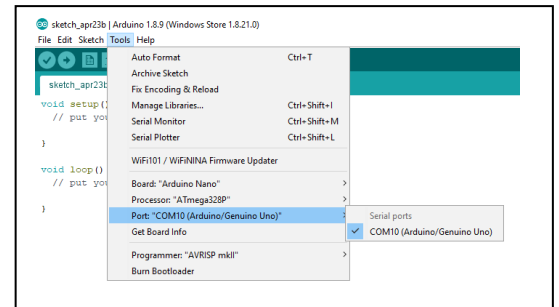 sketch_apr23b | Arduino 1.8.9 (Windows Store 1.8.21.0)
File Edit Sketch Tools Help
sketch_apr23b
void setup()
// put you
}
void loop()
// put you
}
Auto Format Ctrl+T
Archive Sketch
Fix Encoding & Reload
Manage Libraries... Ctrl+Shift+I
Serial Monitor Ctrl+Shift+M
Serial Plotter Ctrl+Shift+L
WiFi101 / WiFiNINA Firmware Updater
Board: "Arduino Nano"
Processor: "ATmega328P"
Port: "COM10 (Arduino/Genuino Uno)"
Get Board Info
Programmer: "AVRISP mkII"
Burn Bootloader
Serial ports
COM10 (Arduino/Genuino Uno)